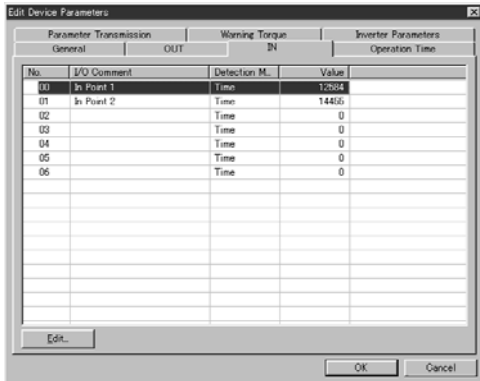 Edit Device Parameters
Parameter Transmission Warning Torque Inverter Parameters
General OUT IN Operation Time
No. I/O Comment Detection M... Value
00 In Point 1 Time 12584
01 In Point 2 Time 14455
02 Time 0
03 Time 0
04 Time 0
05 Time 0
06 Time 0
Edit...
OK Cancel